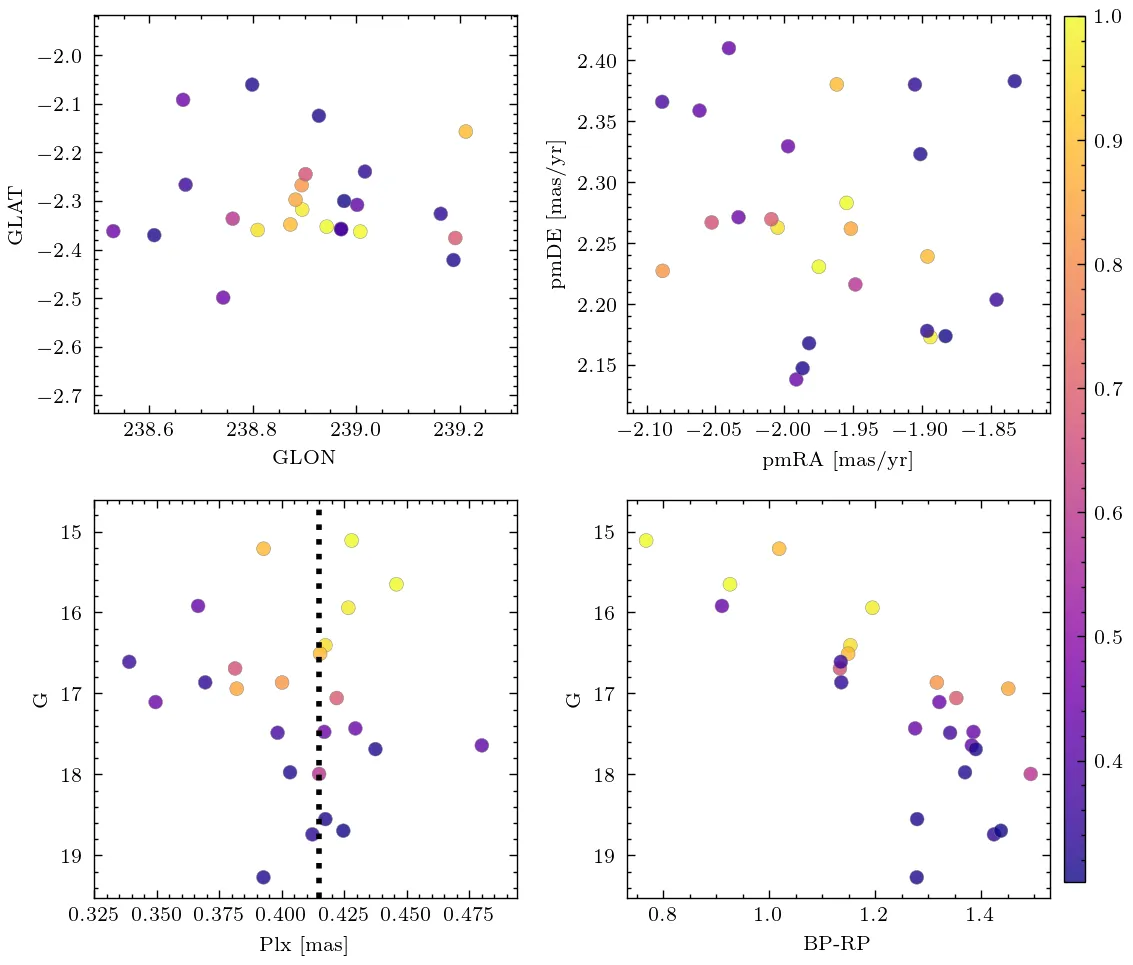 −2.0
−2.1
−2.2
−2.3
−2.4
−2.5
−2.6
−2.7
GLAT
238.6 238.8 239.0 239.2
GLON
2.40
2.35
2.30
2.25
2.20
2.15
pmDE [mas/yr]
−2.10 −2.05 −2.00 −1.95 −1.90 −1.85
pmRA [mas/yr]
1.0
0.9
0.8
0.7
0.6
0.5
0.4
15
16
17
18
19
G
0.325 0.350 0.375 0.400 0.425 0.450 0.475
Plx [mas]
15
16
17
18
19
G
0.8 1.0 1.2 1.4
BP-RP